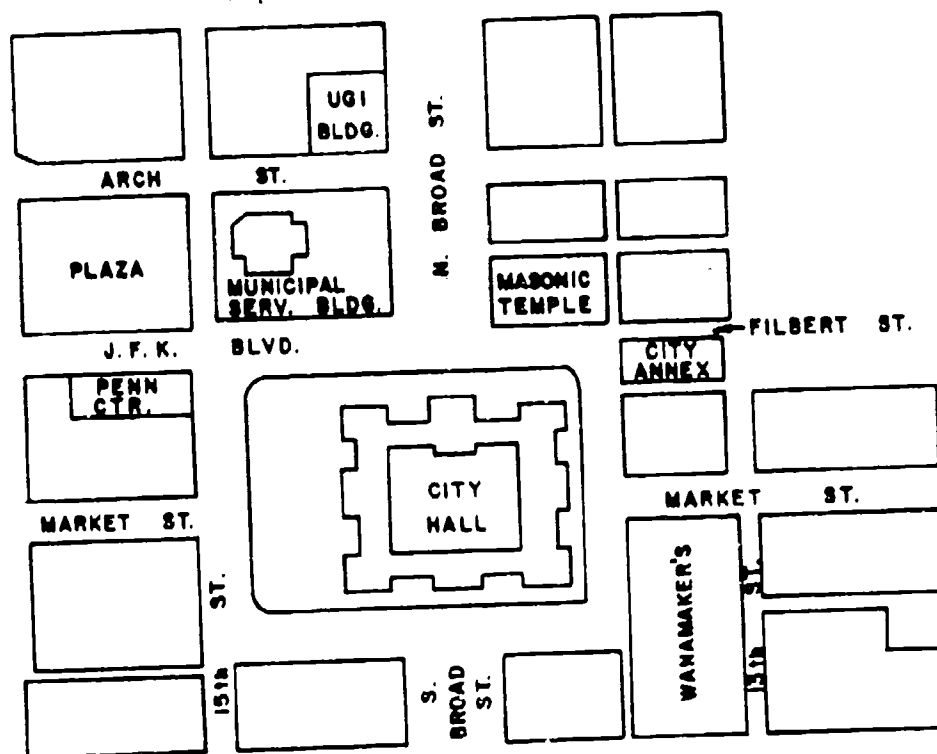 UGI
BLDG.
N. BROAD ST.
ARCH ST.
PLAZA
MUNICIPAL
SERV. BLDG.
MASONIC
TEMPLE
FILBERT ST.
J.F.K. BLVD.
CITY
ANNEX
PENN
CTR.
CITY
HALL
MARKET ST.
MARKET ST.
15th ST.
S.
BROAD
ST.
WANAMAKER'S
ST.